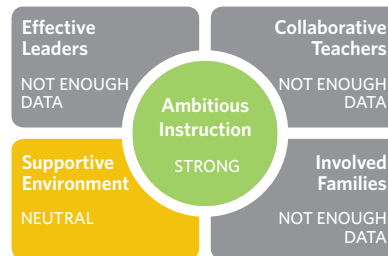 Effective
Leaders
NOT ENOUGH
DATA
Collaborative
Teachers
NOT ENOUGH
DATA
Ambitious
Instruction
STRONG
Supportive
Environment
NEUTRAL
Involved
Families
NOT ENOUGH
DATA